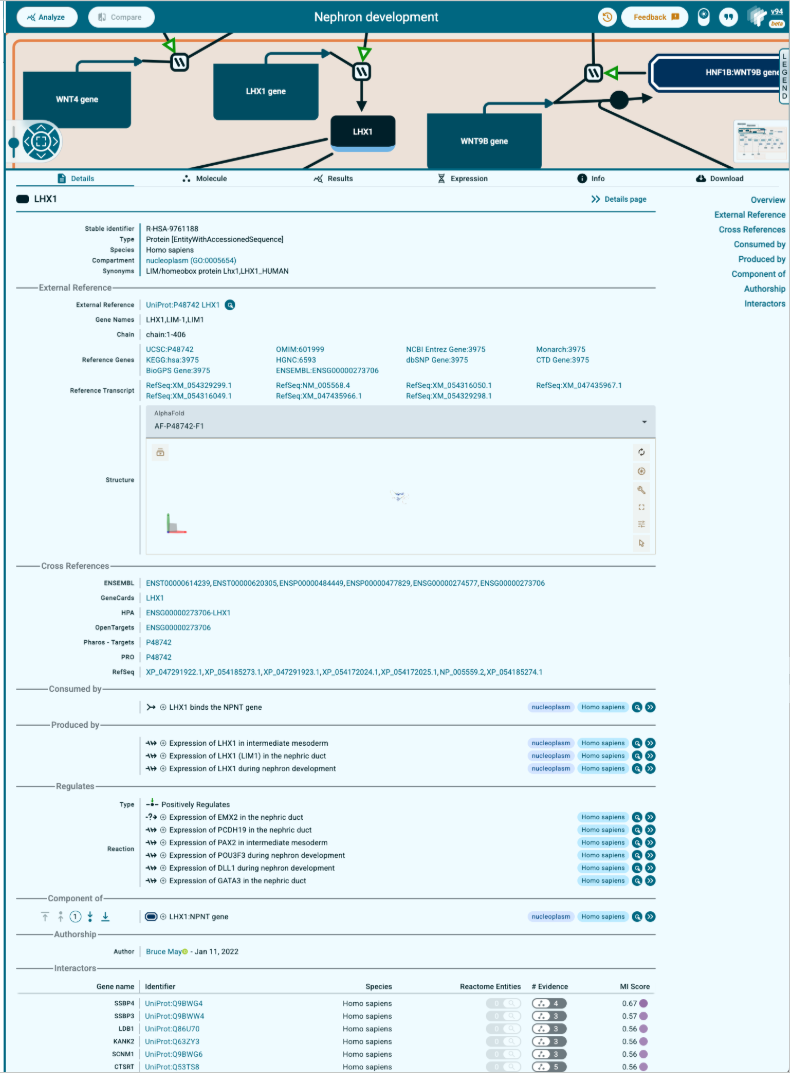 Analyze
Compare
Nephron development
Feedback
v94
beta
WNT4 gene
LHX1 gene
LHX1
WNT9B gene
HNF1B:WNT9B gene
LEGEND
Details
Molecule
Results
Expression
Info
Download
LHX1
Details page
Overview
External Reference
Cross References
Consumed by
Produced by
Component of
Authorship
Interactors
Stable identifier R-HSA-9761188
Type Protein [EntityWithAccessionedSequence]
Species Homo sapiens
Compartment nucleoplasm (GO:0005654)
Synonyms LIM/homeobox protein Lhx1,LHX1_HUMAN
External Reference
External Reference UniProt:P48742 LHX1
Gene Names LHX1,LIM-1,LIM1
Chain chain:1-406
Reference Genes
UCSC:P48742 OMIM:601999 NCBI Entrez Gene:3975 Monarch:3975
KEGG:hsa:3975 HGNC:6593 dbSNP Gene:3975 CTD Gene:3975
BioGPS Gene:3975 ENSEMBL:ENSG00000273706
Reference Transcript
RefSeq:XM_054329299.1 RefSeq:NM_005568.4 RefSeq:XM_054316050.1 RefSeq:XM_047435967.1
RefSeq:XM_054316049.1 RefSeq:XM_047435966.1 RefSeq:XM_054329298.1
Structure
AlphaFold
AF-P48742-F1
Cross References
ENSEMBL ENST00000614239,ENST00000620305,ENSP00000484449,ENSP00000477829,ENSG00000274577,ENSG00000273706
GeneCards LHX1
HPA ENSG00000273706-LHX1
OpenTargets ENSG00000273706
Pharos - Targets P48742
PRO P48742
RefSeq XP_047291922.1,XP_054185273.1,XP_047291923.1,XP_054172024.1,XP_054172025.1,NP_005559.2,XP_054185274.1
Consumed by
LHX1 binds the NPNT gene nucleoplasm Homo sapiens
Produced by
Expression of LHX1 in intermediate mesoderm nucleoplasm Homo sapiens
Expression of LHX1 (LIM1) in the nephric duct nucleoplasm Homo sapiens
Expression of LHX1 during nephron development nucleoplasm Homo sapiens
Regulates
Type Positively Regulates
Reaction
Expression of EMX2 in the nephric duct Homo sapiens
Expression of PCDH19 in the nephric duct Homo sapiens
Expression of PAX2 in intermediate mesoderm Homo sapiens
Expression of POU3F3 during nephron development Homo sapiens
Expression of DLL1 during nephron development Homo sapiens
Expression of GATA3 in the nephric duct Homo sapiens
Component of
1 LHX1:NPNT gene nucleoplasm Homo sapiens
Authorship
Author Bruce May - Jan 11, 2022
Interactors
Gene name Identifier Species Reactome Entities # Evidence MI Score
SSBP4 UniProt:Q9BWG4 Homo sapiens 0 4 0.67
SSBP3 UniProt:Q9BWW4 Homo sapiens 0 3 0.57
LDB1 UniProt:Q86U70 Homo sapiens 0 3 0.56
KANK2 UniProt:Q63ZY3 Homo sapiens 0 3 0.56
SCNM1 UniProt:Q9BWG6 Homo sapiens 0 3 0.56
CTSRT UniProt:Q53TS8 Homo sapiens 0 5 0.56